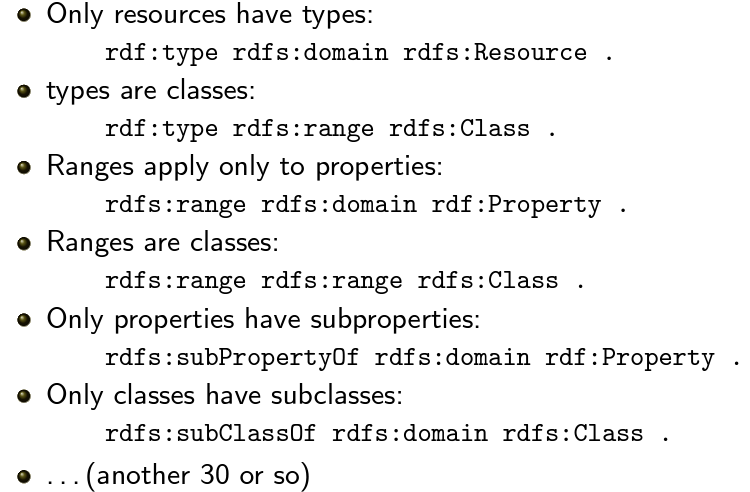 Only resources have types:
rdf:type rdfs:domain rdfs:Resource .
types are classes:
rdf:type rdfs:range rdfs:Class .
Ranges apply only to properties:
rdfs:range rdfs:domain rdf:Property .
Ranges are classes:
rdfs:range rdfs:range rdfs:Class .
Only properties have subproperties:
rdfs:subPropertyOf rdfs:domain rdf:Property .
Only classes have subclasses:
rdfs:subClassOf rdfs:domain rdfs:Class .
...(another 30 or so)